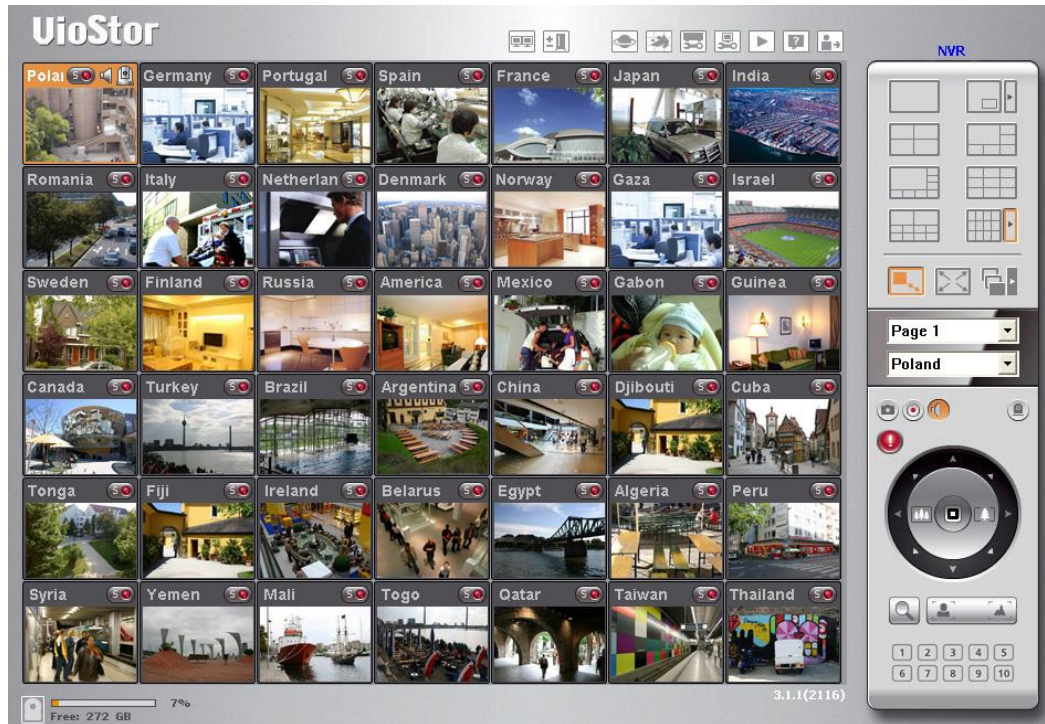 VioStor
NVR
Polar S
Germany S
Portugal S
Spain S
France S
Japan S
India S
Romania S
Italy S
Netherlan S
Denmark S
Norway S
Gaza S
Israel S
Sweden S
Finland S
Russia S
America S
Mexico S
Gabon S
Guinea S
Page 1
Poland
Canada S
Turkey S
Brazil S
Argentina S
China S
Djibouti S
Cuba S
Tonga S
Fiji S
Ireland S
Belarus S
Egypt S
Algeria S
Peru S
Syria S
Yemen S
Mali S
Togo S
Qatar S
Taiwan S
Thailand S
1 2 3 4 5
6 7 8 9 10
7%
Free: 272 GB
3.1.1(2116)